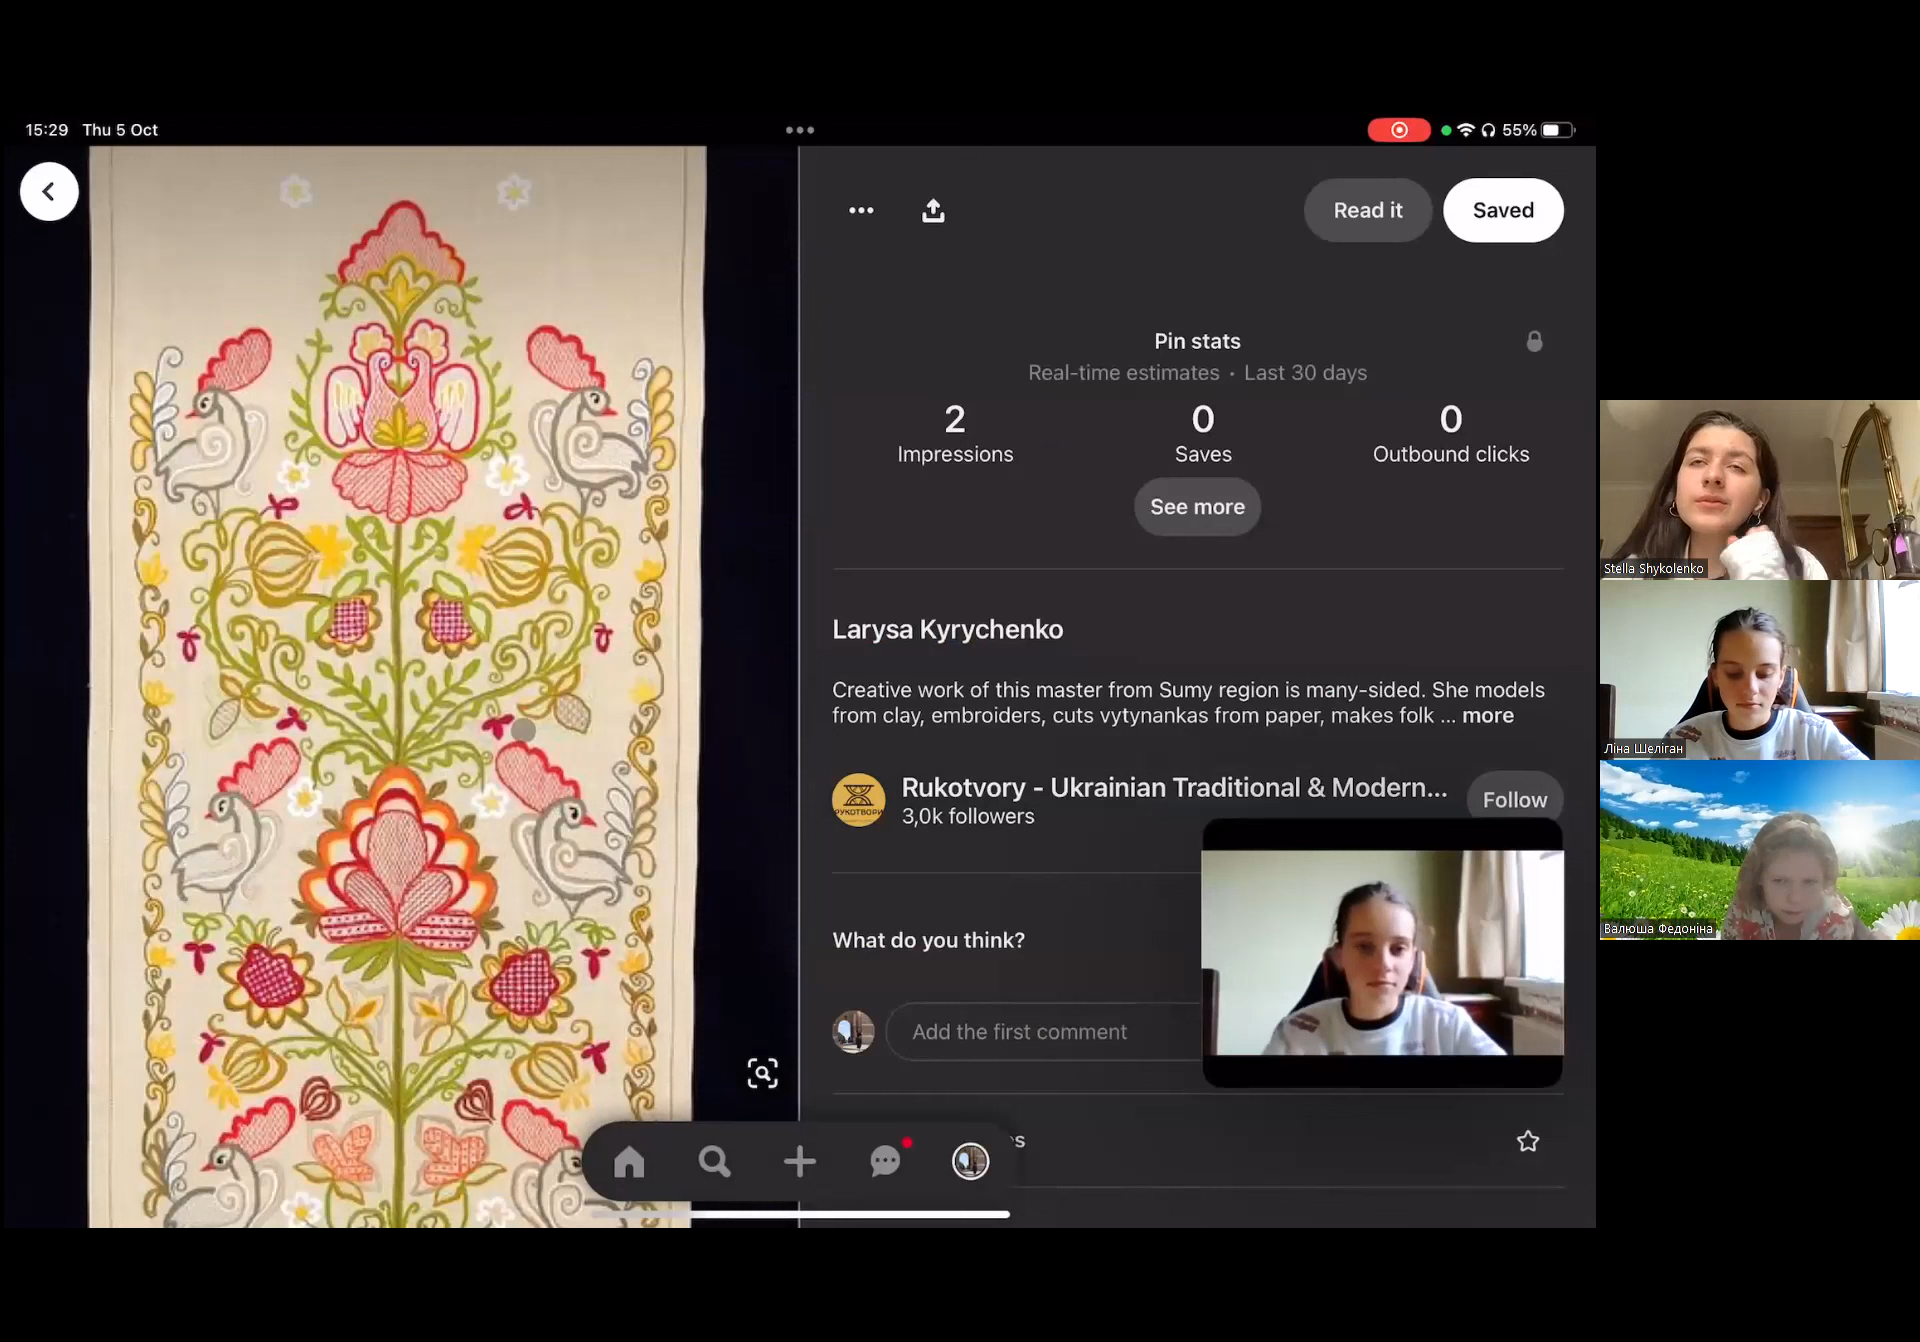 15:29 Thu 5 Oct
55%
Read it
Saved
Pin stats
Real-time estimates • Last 30 days
2
0
0
Impressions
Saves
Outbound clicks
See more
Larysa Kyrychenko
Creative work of this master from Sumy region is many-sided. She models
from clay, embroiders, cuts vytynankas from paper, makes folk ... more
РУКОТВОРИ
Rukotvory - Ukrainian Traditional & Modern...
3,0k followers
Follow
What do you think?
Add the first comment
Stella Shykolenko
Ліна Шеліган
Валюша Федоніна